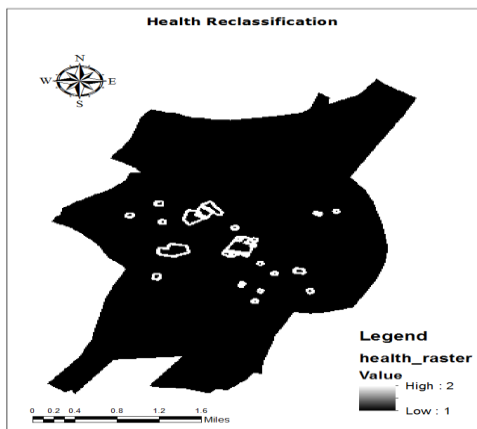 Health Reclassification
N
W E
S
Legend
health_raster
Value
High : 2
Low : 1
0 0.2 0.4 0.8 1.2 1.6
Miles